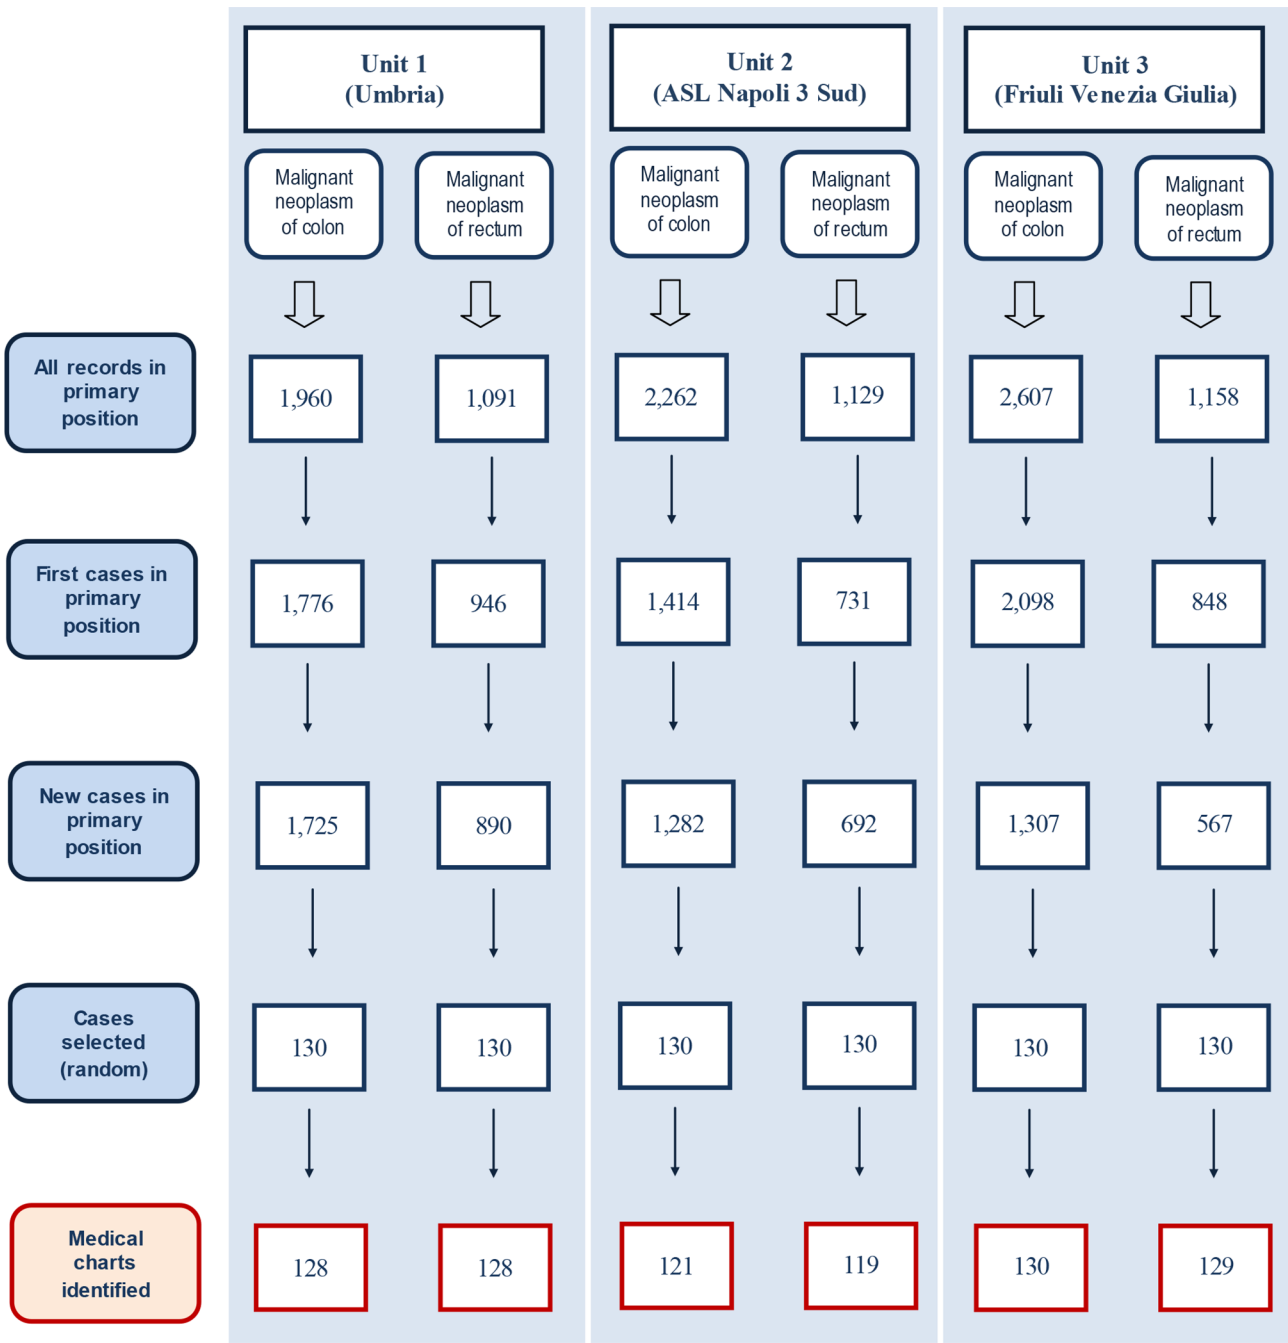 Unit 1
(Umbria)
Unit 2
(ASL Napoli 3 Sud)
Unit 3
(Friuli Venezia Giulia)
Malignant
neoplasm
of colon
Malignant
neoplasm
of rectum
Malignant
neoplasm
of colon
Malignant
neoplasm
of rectum
Malignant
neoplasm
of colon
Malignant
neoplasm
of rectum
All records in
primary
position
1,960
1,091
2,262
1,129
2,607
1,158
First cases in
primary
position
1,776
946
1,414
731
2,098
848
New cases in
primary
position
1,725
890
1,282
692
1,307
567
Cases
selected
(random)
130
130
130
130
130
130
Medical
charts
identified
128
128
121
119
130
129